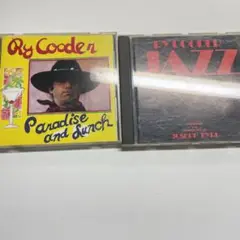 Ry Cooder
Paradise
and Lunch
RY COODER
JAZZ